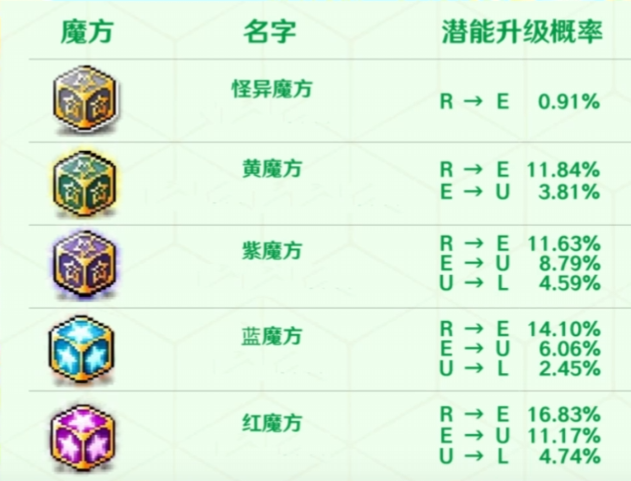 魔方 名字 潜能升级概率
怪异魔方
R → E 0.91%
黄魔方
R → E 11.84%
E → U 3.81%
紫魔方
R → E 11.63%
E → U 8.79%
U → L 4.59%
蓝魔方
R → E 14.10%
E → U 6.06%
U → L 2.45%
红魔方
R → E 16.83%
E → U 11.17%
U → L 4.74%